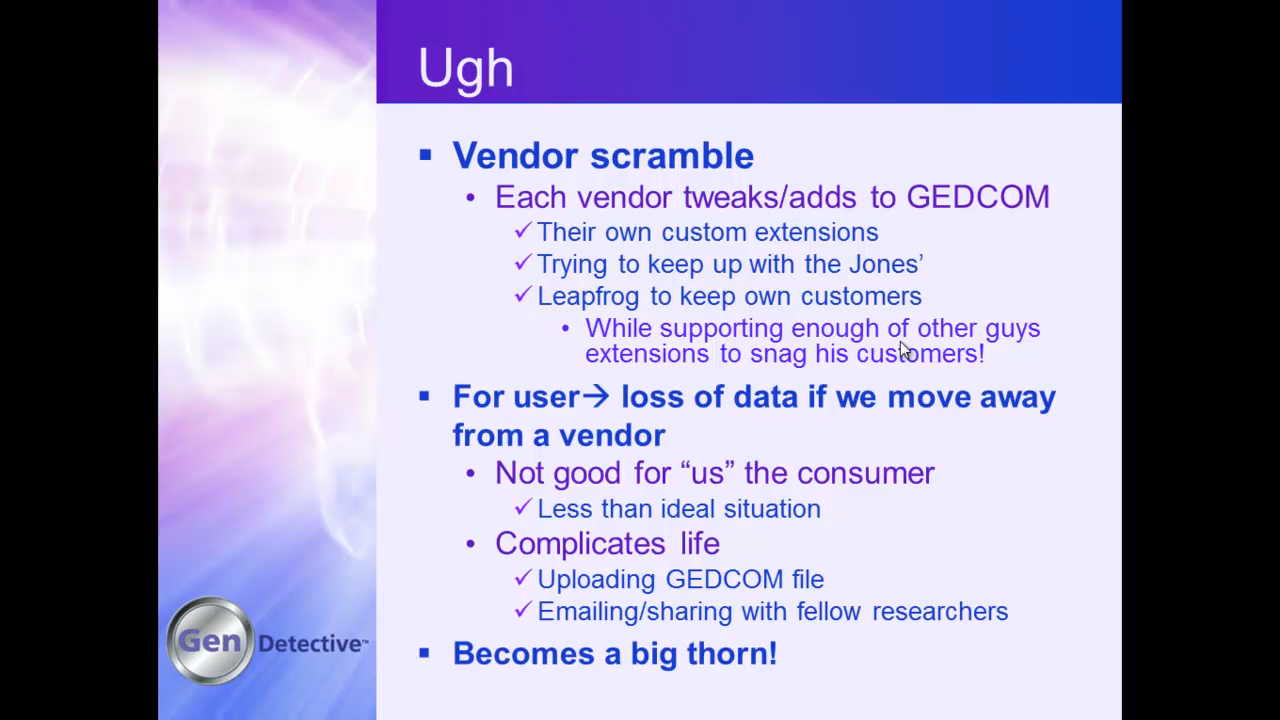 Ugh
▪ Vendor scramble
• Each vendor tweaks/adds to GEDCOM
✓ Their own custom extensions
✓ Trying to keep up with the Jones’
✓ Leapfrog to keep own customers
• While supporting enough of other guys
extensions to snag his customers!
▪ For user→ loss of data if we move away
from a vendor
• Not good for “us” the consumer
✓ Less than ideal situation
• Complicates life
✓ Uploading GEDCOM file
✓ Emailing/sharing with fellow researchers
▪ Becomes a big thorn!
Gen Detective™